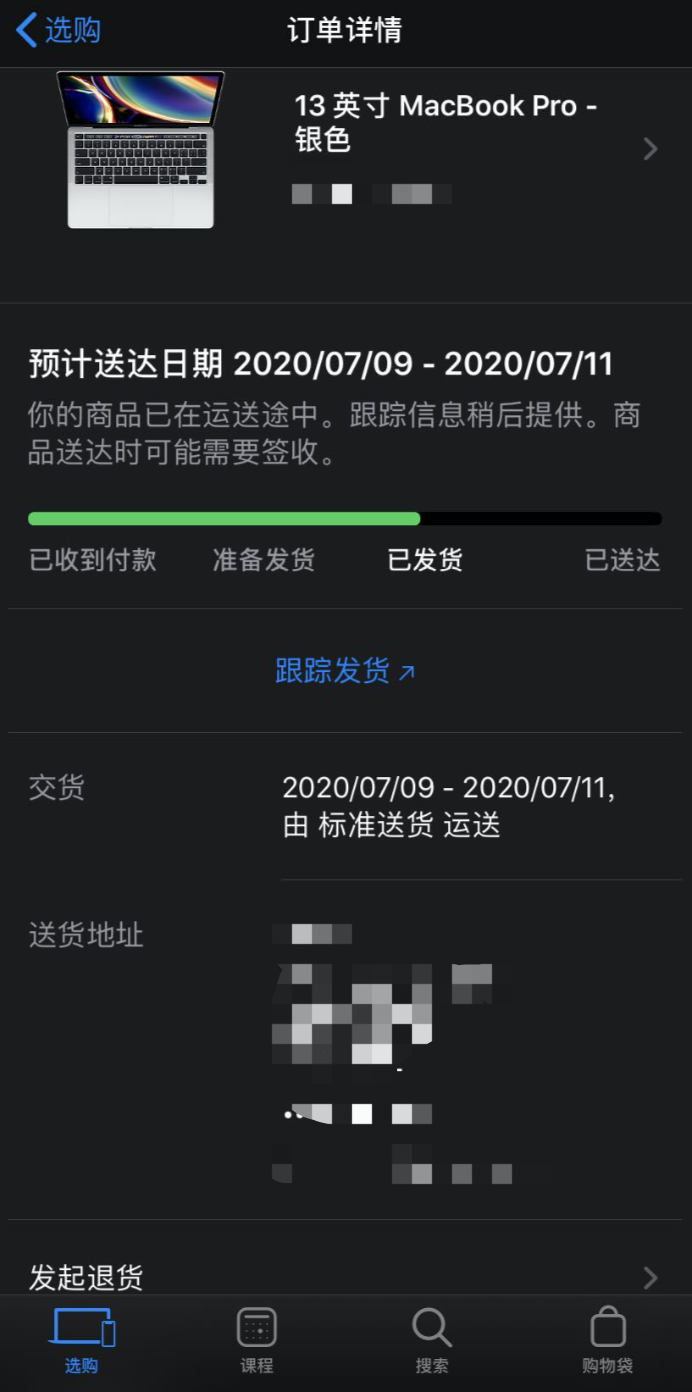 选购
订单详情
13 英寸 MacBook Pro -
银色
预计送达日期 2020/07/09 - 2020/07/11
你的商品已在运送途中。跟踪信息稍后提供。商
品送达时可能需要签收。
已收到付款 准备发货 已发货 已送达
跟踪发货↗
交货
2020/07/09 - 2020/07/11,
由 标准送货 运送
送货地址
发起退货
选购 课程 搜索 购物袋